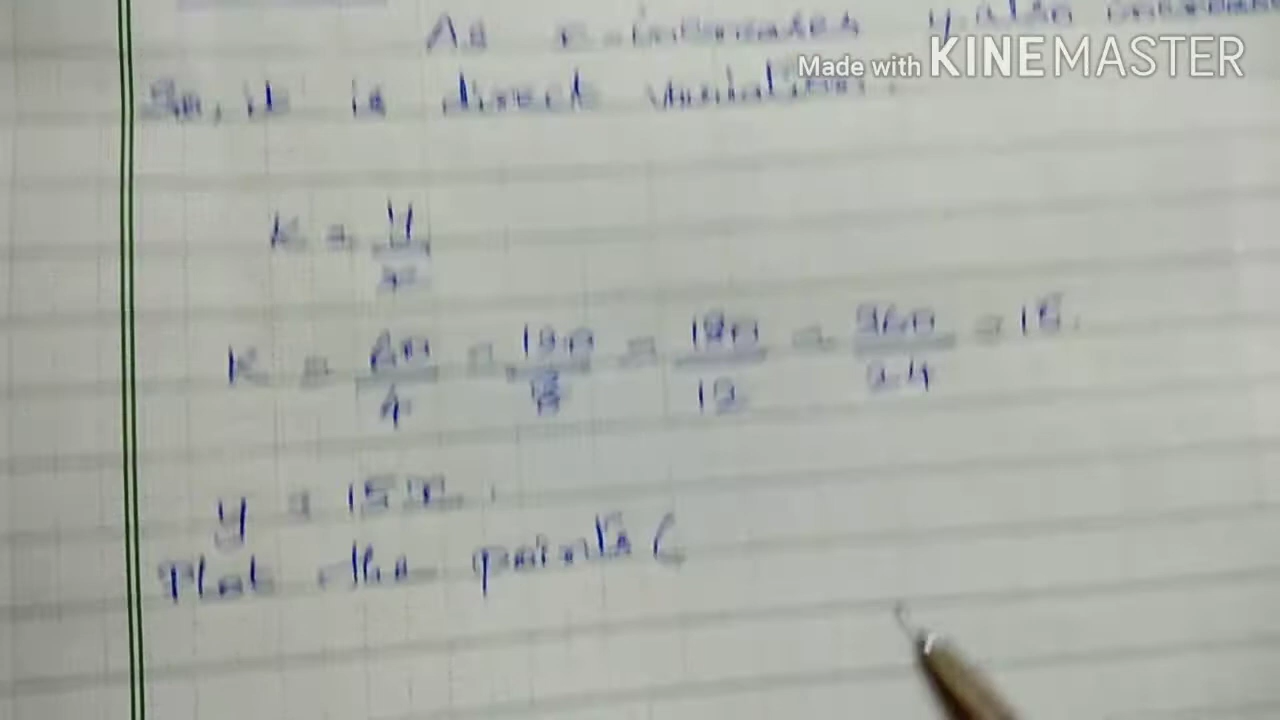 As x-increases y also increases
Made with KINEMASTER
So, it is direct variation.
K = y/x
K = 60/4 = 120/8 = 180/12 = 360/24 = 15.
y = 15x.
Plot the points (